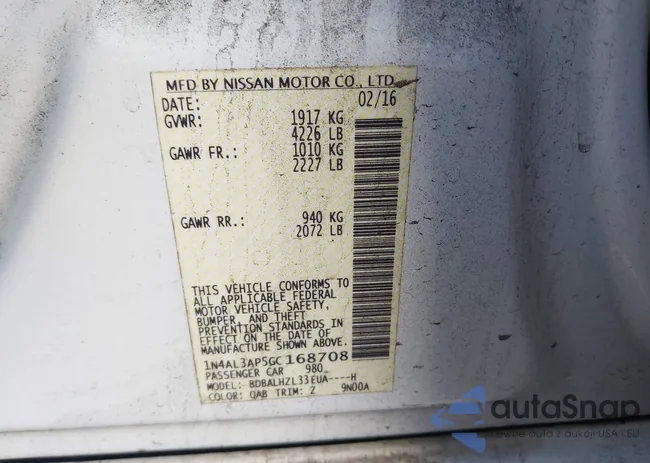 MFD BY NISSAN MOTOR CO., LTD.
DATE: 02/16
GVWR: 1917 KG
4226 LB
GAWR FR.: 1010 KG
2227 LB
GAWR RR.: 940 KG
2072 LB
THIS VEHICLE CONFORMS TO
ALL APPLICABLE FEDERAL
MOTOR VEHICLE SAFETY,
BUMPER, AND THEFT
PREVENTION STANDARDS IN
EFFECT ON THE DATE OF
MANUFACTURE SHOWN ABOVE.
1N4AL3AP5GC168708
PASSENGER CAR 980
MODEL: BDBALHZL33EUA----H
COLOR: QAB TRIM: Z 9N00A
autoSnap
USA